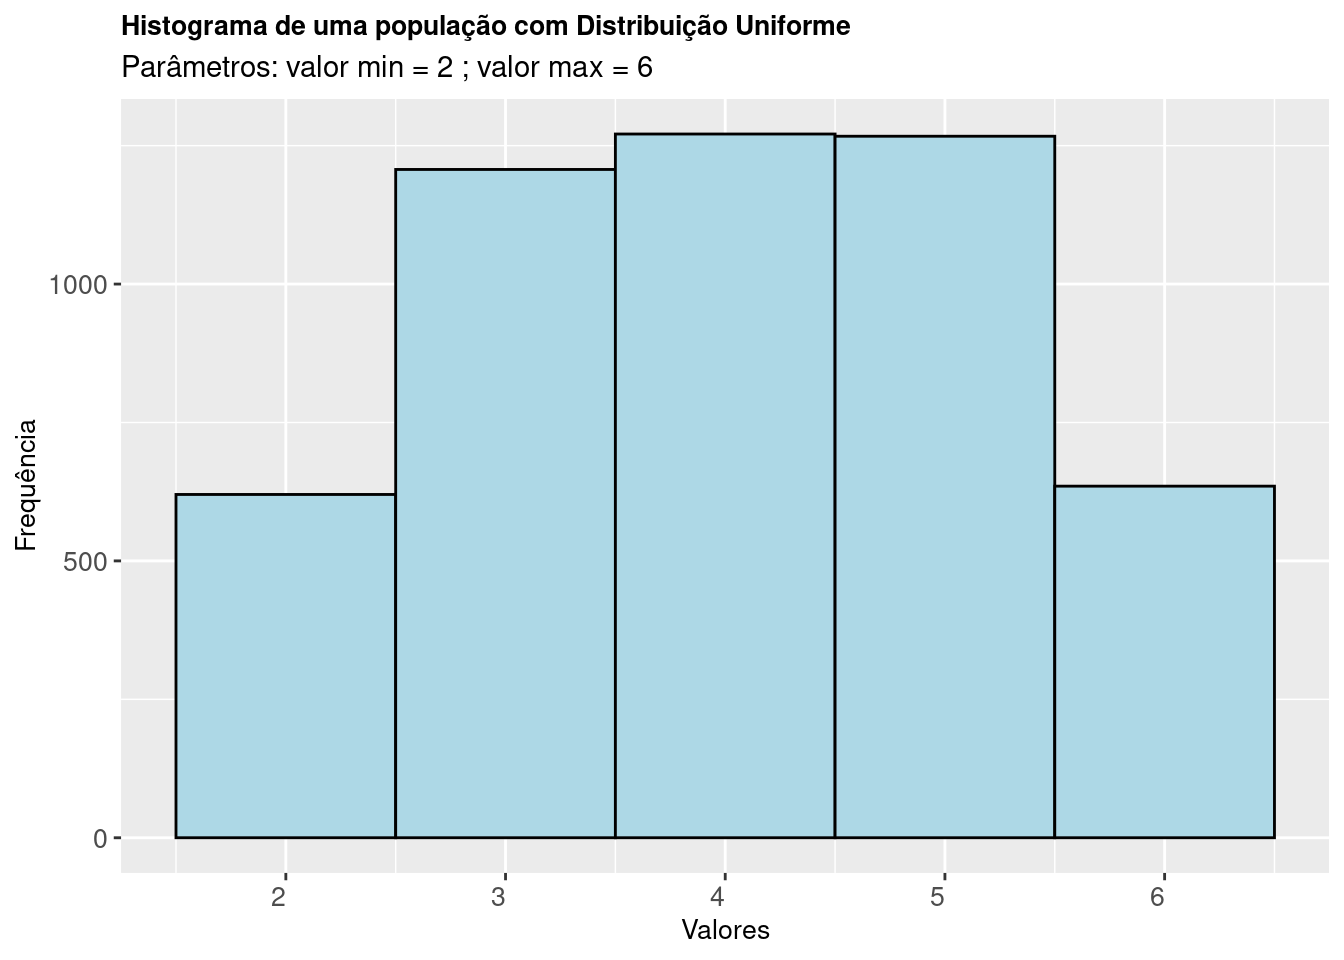 Histograma de uma população com Distribuição Uniforme
Parâmetros: valor min = 2 ; valor max = 6
Frequência
1000
500
0
2 3 4 5 6
Valores